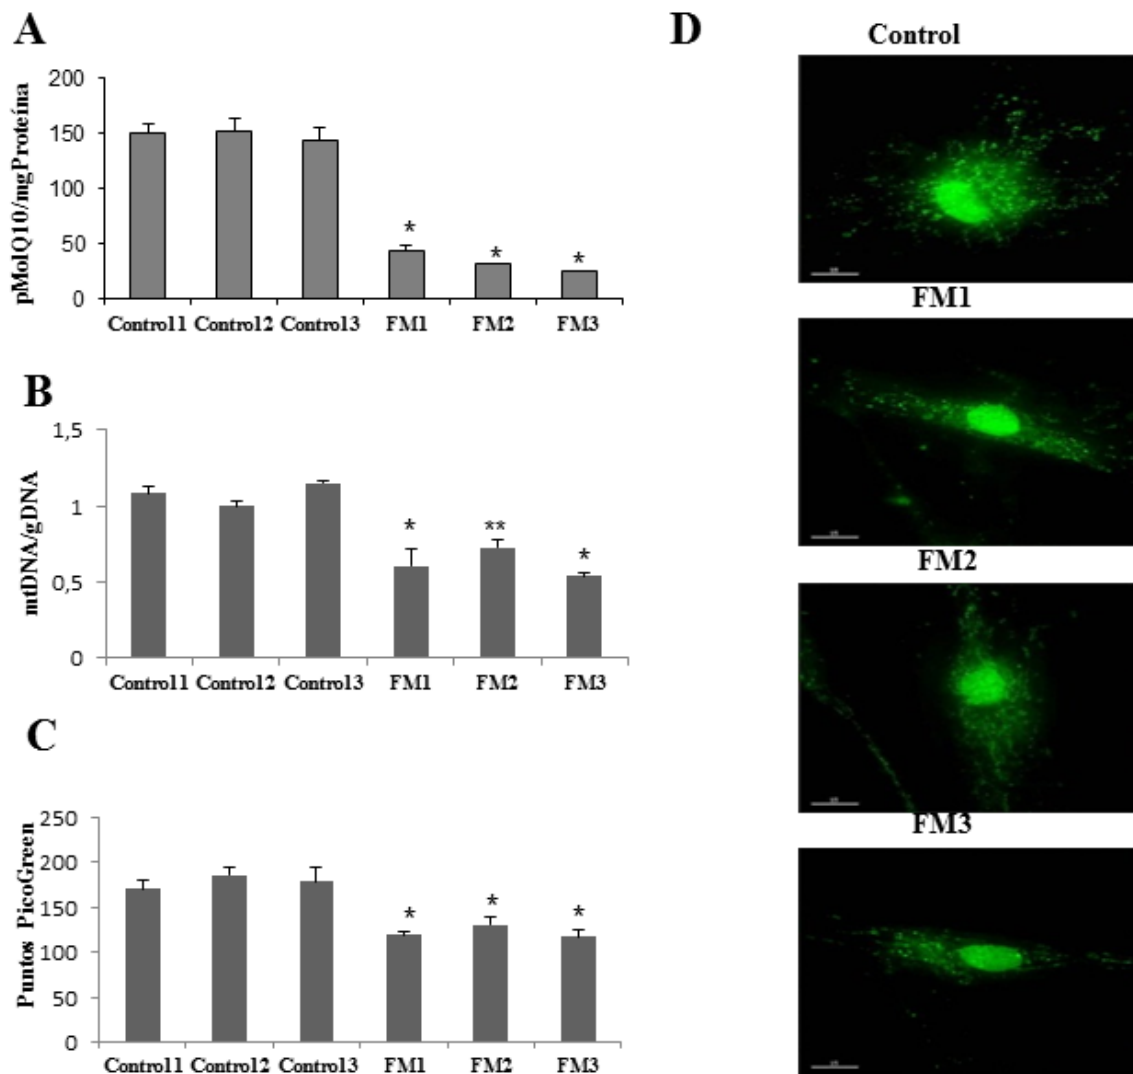 A
pMolQ10/mgProteína
200
150
100
50
0
*
*
*
Control1 Control2 Control3 FM1 FM2 FM3
B
mtDNA/gDNA
1,5
1
0,5
0
*
**
*
Control1 Control2 Control3 FM1 FM2 FM3
C
Puntos PicoGreen
250
200
150
100
50
0
*
*
*
Control1 Control2 Control3 FM1 FM2 FM3
D
Control
FM1
FM2
FM3